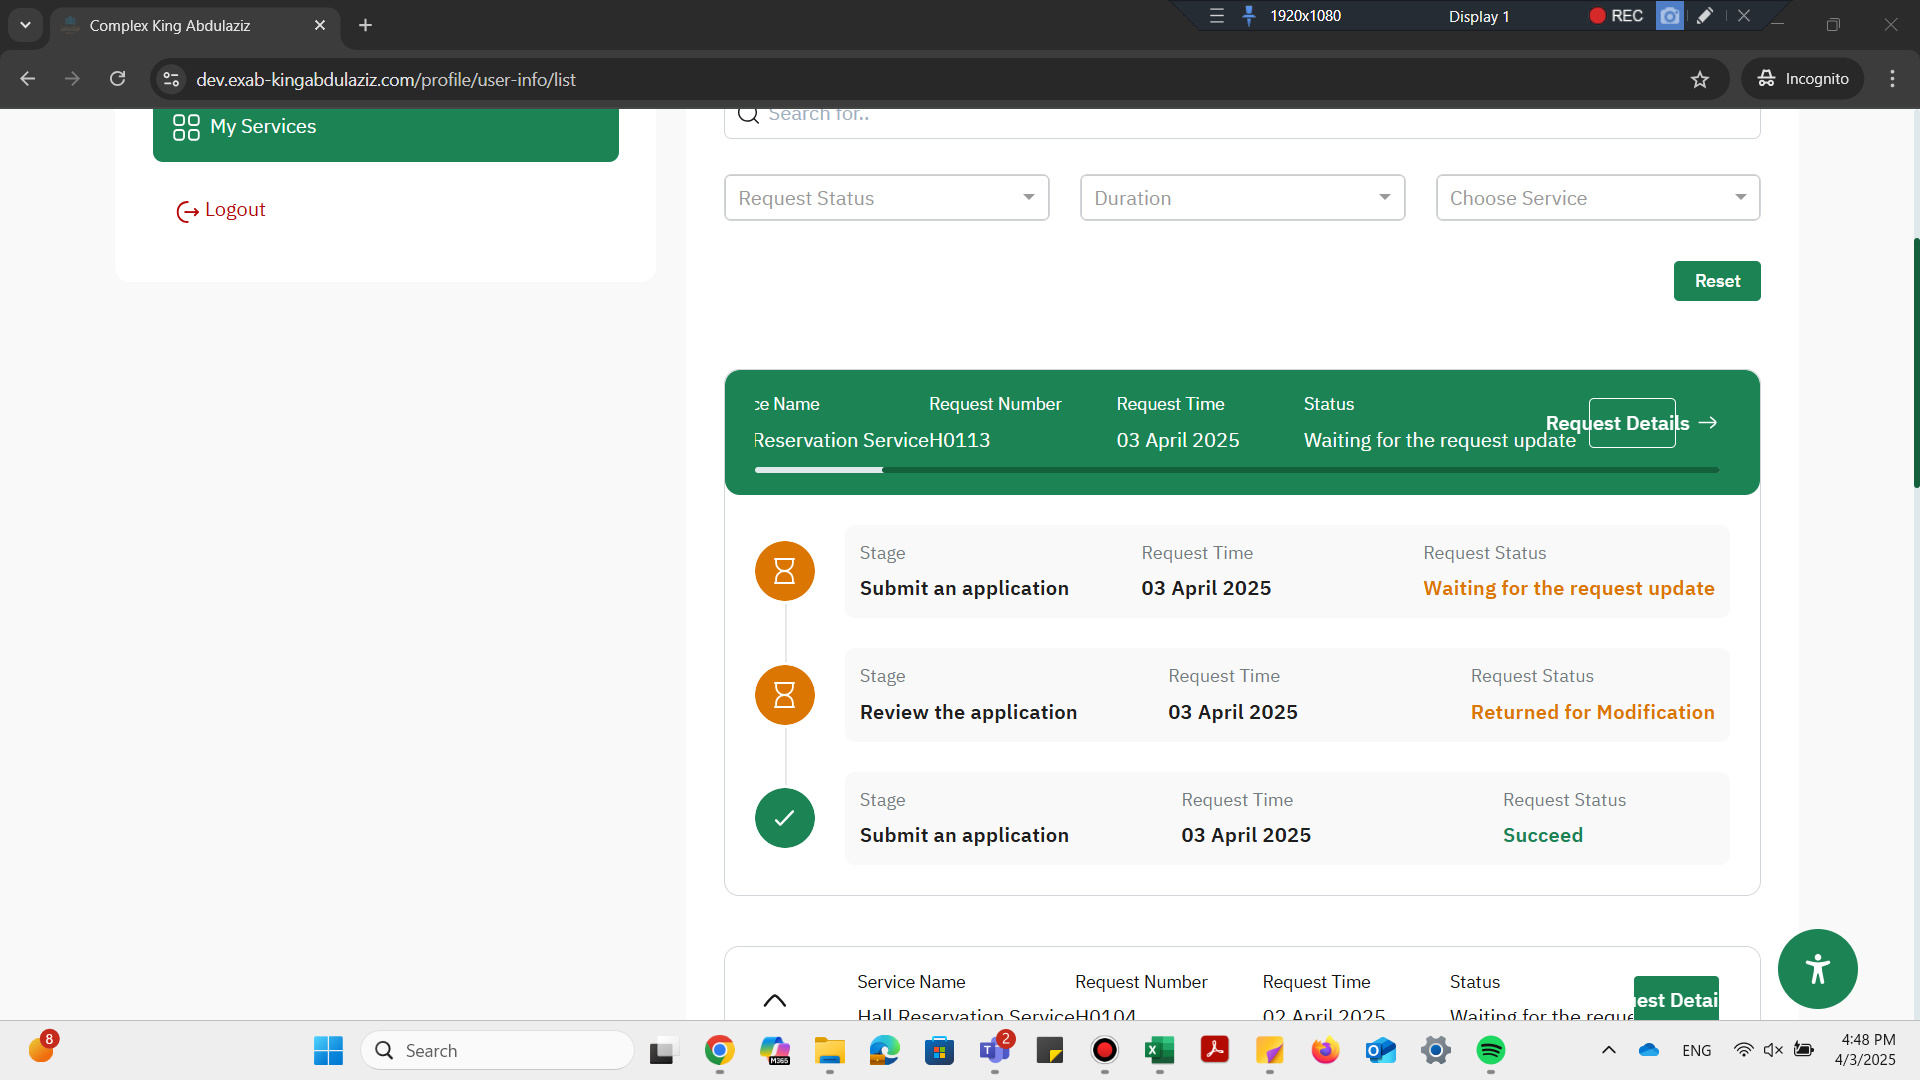 Complex King Abdulaziz
1920x1080
Display 1
REC
dev.exab-kingabdulaziz.com/profile/user-info/list
Incognito
My Services
Logout
Search for..
Request Status
Duration
Choose Service
Reset
ce Name
Request Number
Request Time
Status
Reservation Service
H0113
03 April 2025
Waiting for the request update
Request Details
Stage
Request Time
Request Status
Submit an application
03 April 2025
Waiting for the request update
Stage
Request Time
Request Status
Review the application
03 April 2025
Returned for Modification
Stage
Request Time
Request Status
Submit an application
03 April 2025
Succeed
Service Name
Request Number
Request Time
Status
Hall Reservation Service
H0104
02 April 2025
Waiting for the reque
uest Detai
8
Search
M365
2
ENG
4:48 PM
4/3/2025